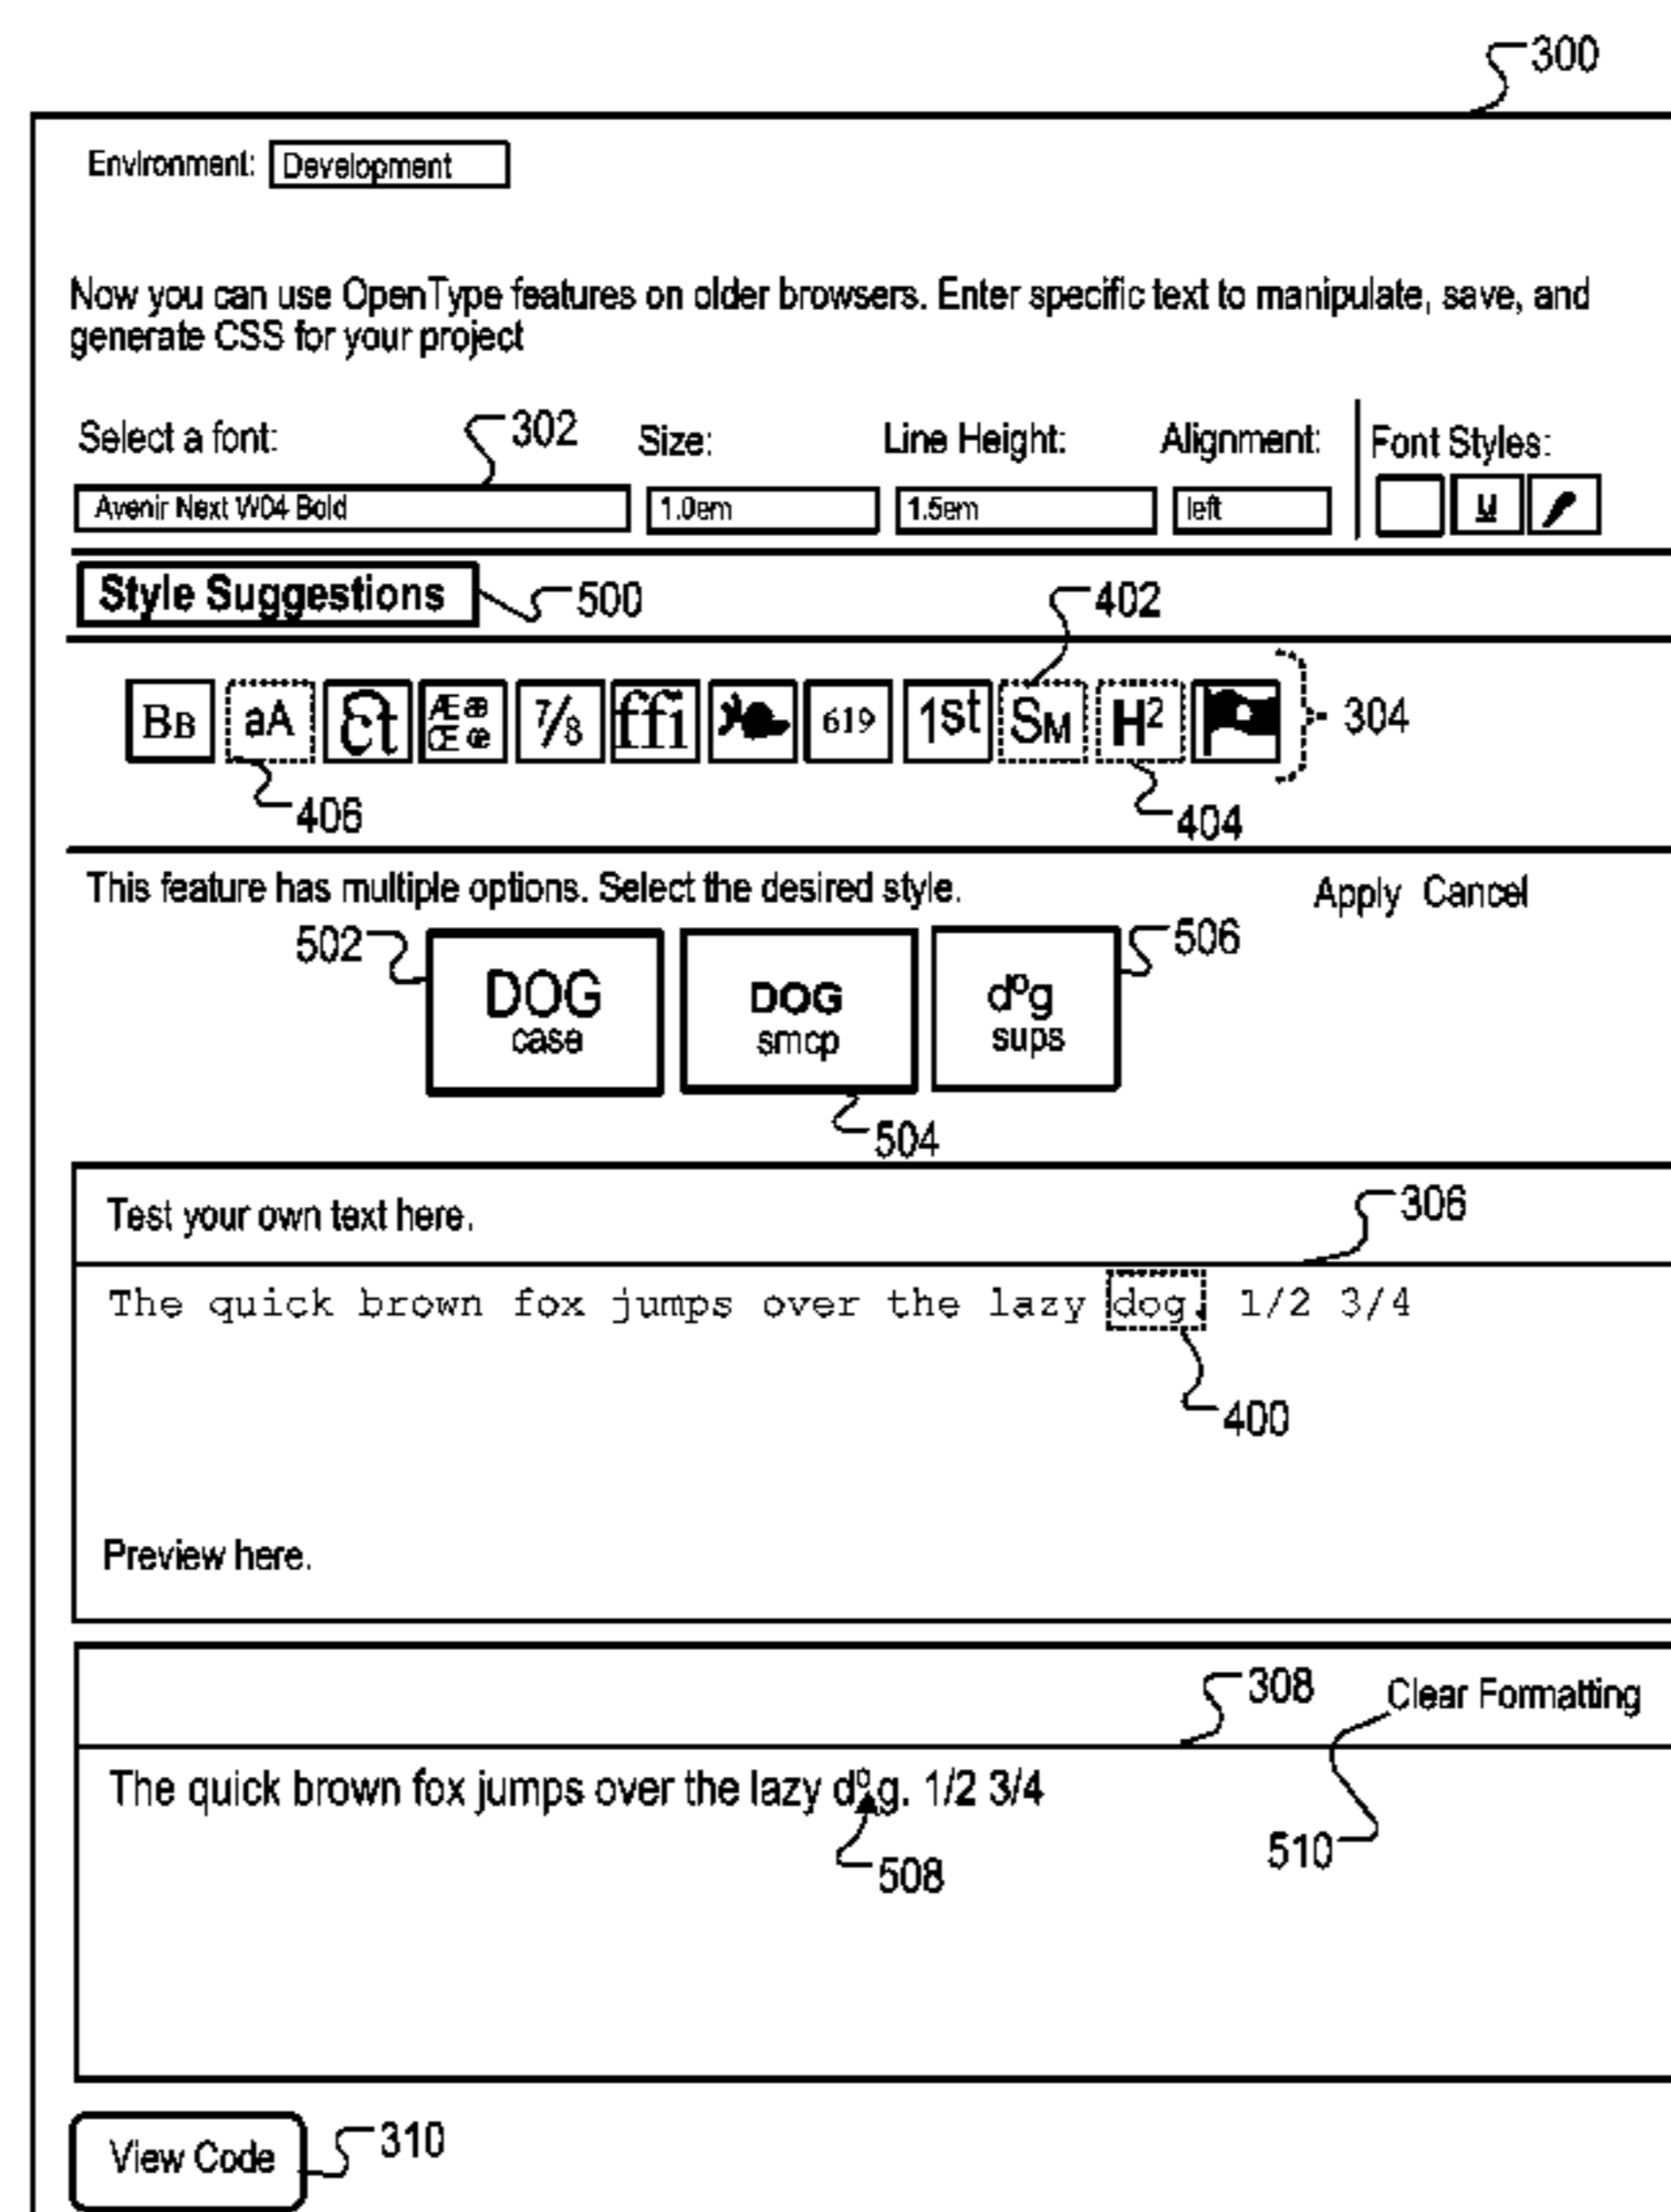 300
Environment: Development
Now you can use OpenType features on older browsers. Enter specific text to manipulate, save, and
generate CSS for your project
Select a font: 302 Size: Line Height: Alignment: Font Styles:
Avenir Next W04 Bold 1.0em 1.5em left M
Style Suggestions 500 402
BB aA Ct Æ æ Œ œ 7/8 ffi 619 1st SM H² 304
406 404
This feature has multiple options. Select the desired style. Apply Cancel
502 506
DOG DOG dºg
case smcp sups
504
Test your own text here. 306
The quick brown fox jumps over the lazy dog. 1/2 3/4
400
Preview here.
308 Clear Formatting
The quick brown fox jumps over the lazy dºg. 1/2 3/4
508 510
View Code 310